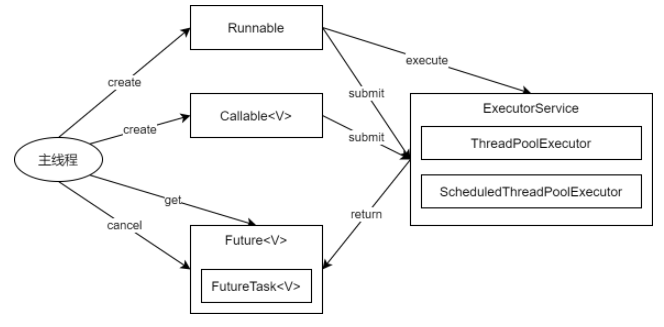 Runnable
execute
create
submit
Callable<V>
create
submit
ExecutorService
ThreadPoolExecutor
主线程
ScheduledThreadPoolExecutor
get
return
cancel
Future<V>
FutureTask<V>